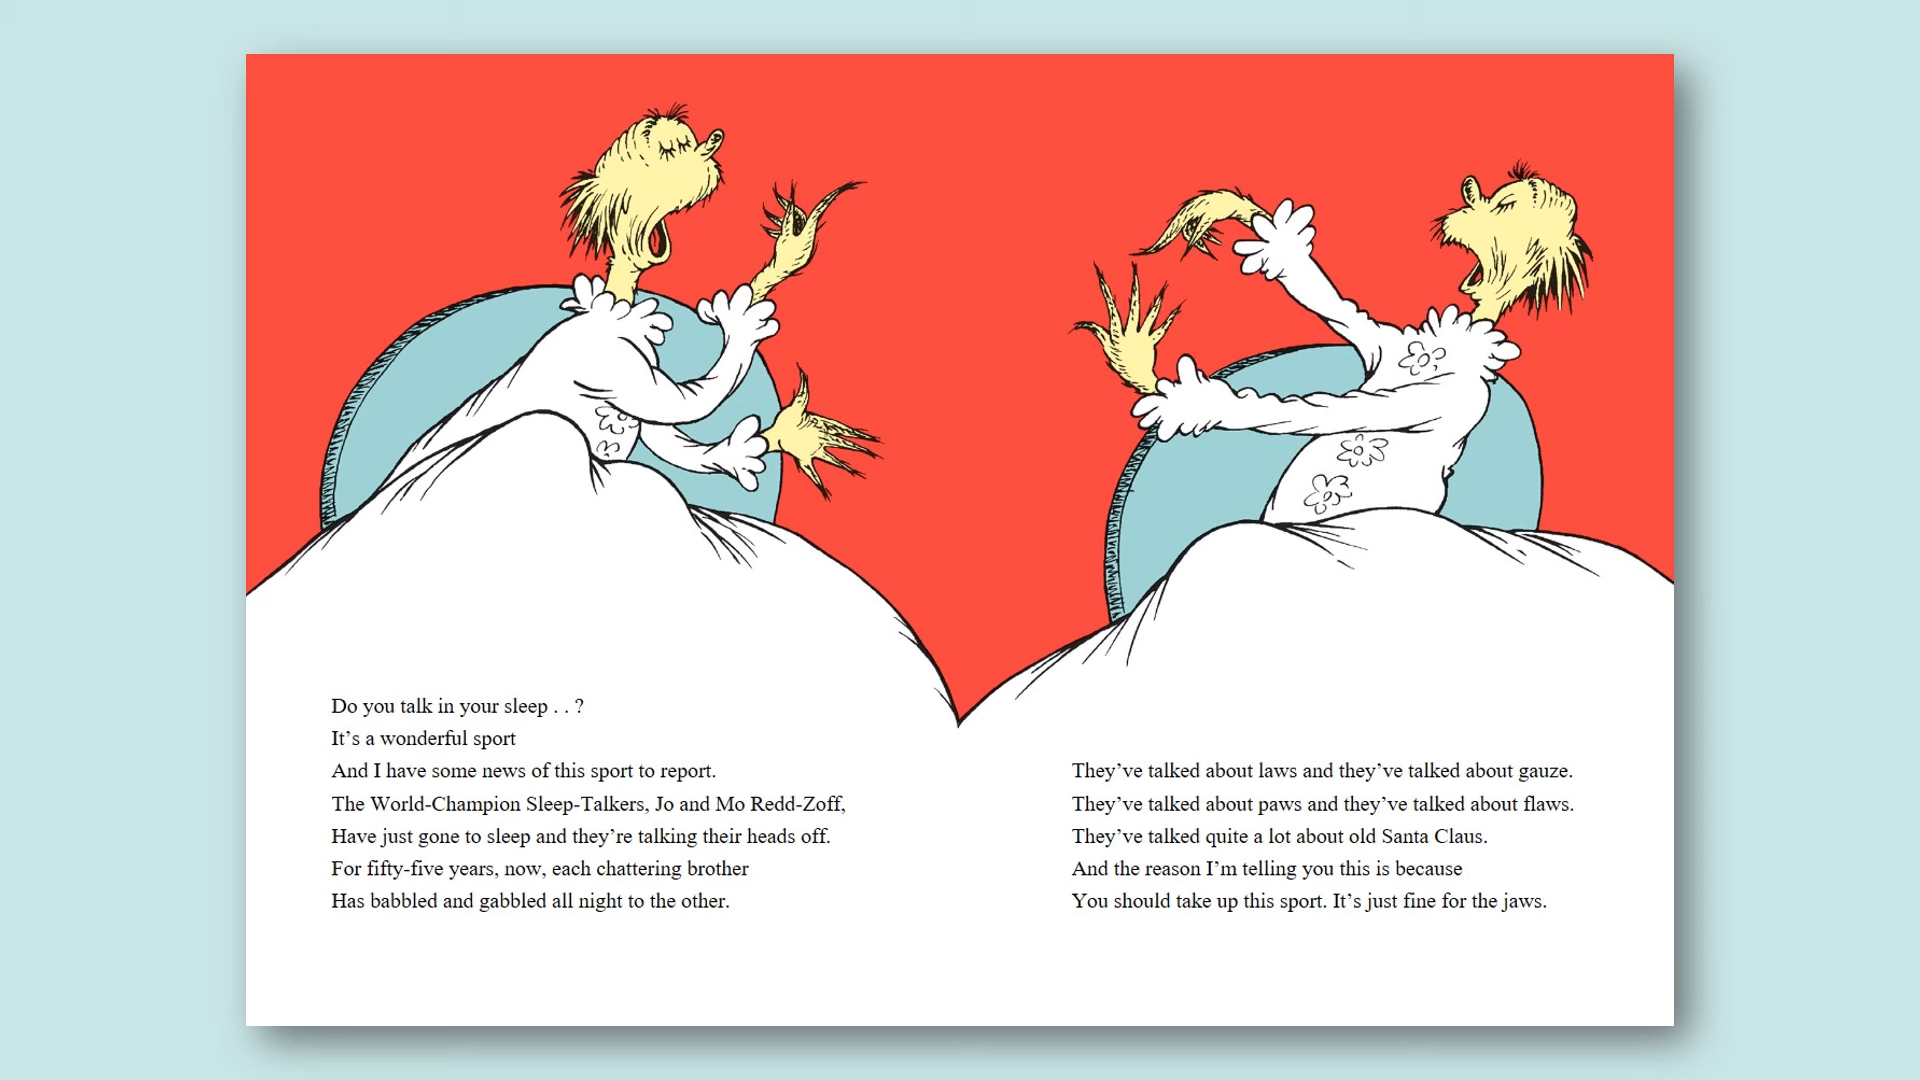 Do you talk in your sleep . . ?
It’s a wonderful sport
And I have some news of this sport to report.
The World-Champion Sleep-Talkers, Jo and Mo Redd-Zoff,
Have just gone to sleep and they’re talking their heads off.
For fifty-five years, now, each chattering brother
Has babbled and gabbled all night to the other.
They’ve talked about laws and they’ve talked about gauze.
They’ve talked about paws and they’ve talked about flaws.
They’ve talked quite a lot about old Santa Claus.
And the reason I’m telling you this is because
You should take up this sport. It’s just fine for the jaws.